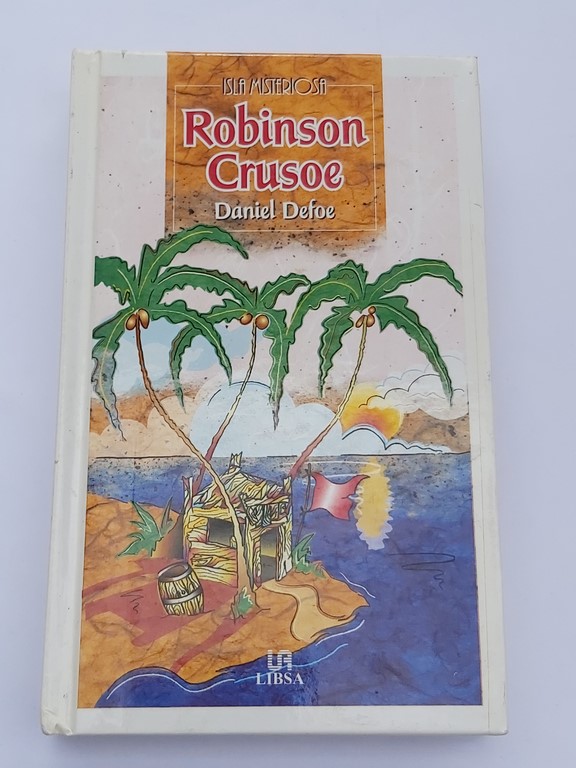 ISLA MISTERIOSA
Robinson
Crusoe
Daniel Defoe
LIBSA